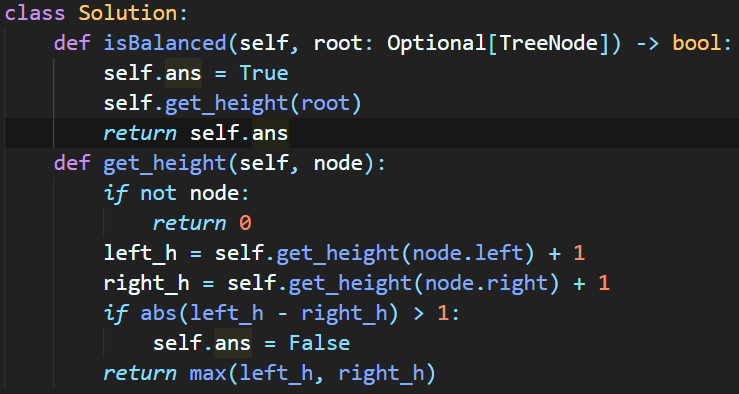 class Solution:
    def isBalanced(self, root: Optional[TreeNode]) -> bool:
        self.ans = True
        self.get_height(root)
        return self.ans
    def get_height(self, node):
        if not node:
            return 0
        left_h = self.get_height(node.left) + 1
        right_h = self.get_height(node.right) + 1
        if abs(left_h - right_h) > 1:
            self.ans = False
        return max(left_h, right_h)